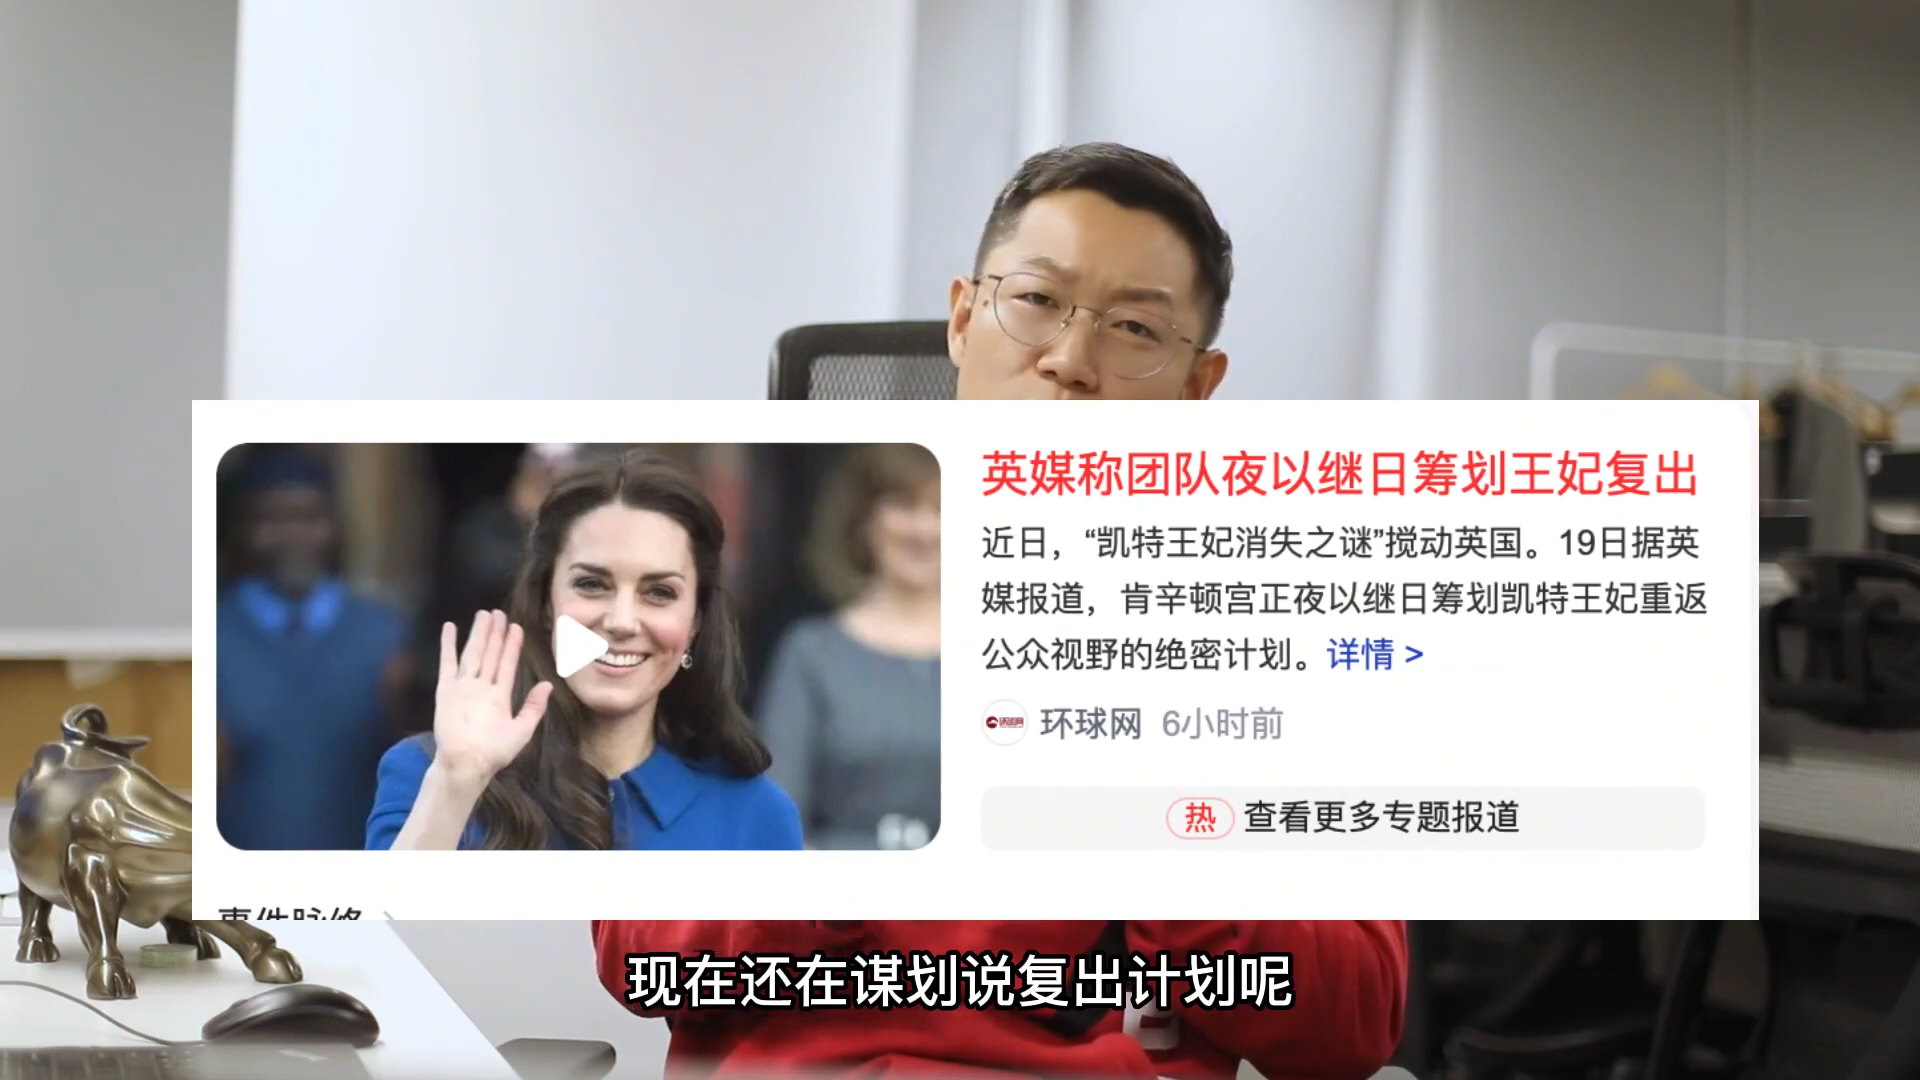 英媒称团队夜以继日筹划王妃复出
近日，“凯特王妃消失之谜”搅动英国。19日据英
媒报道，肯辛顿宫正夜以继日筹划凯特王妃重返
公众视野的绝密计划。详情 >
环球网 6小时前
热 查看更多专题报道
事件脉络
现在还在谋划说复出计划呢